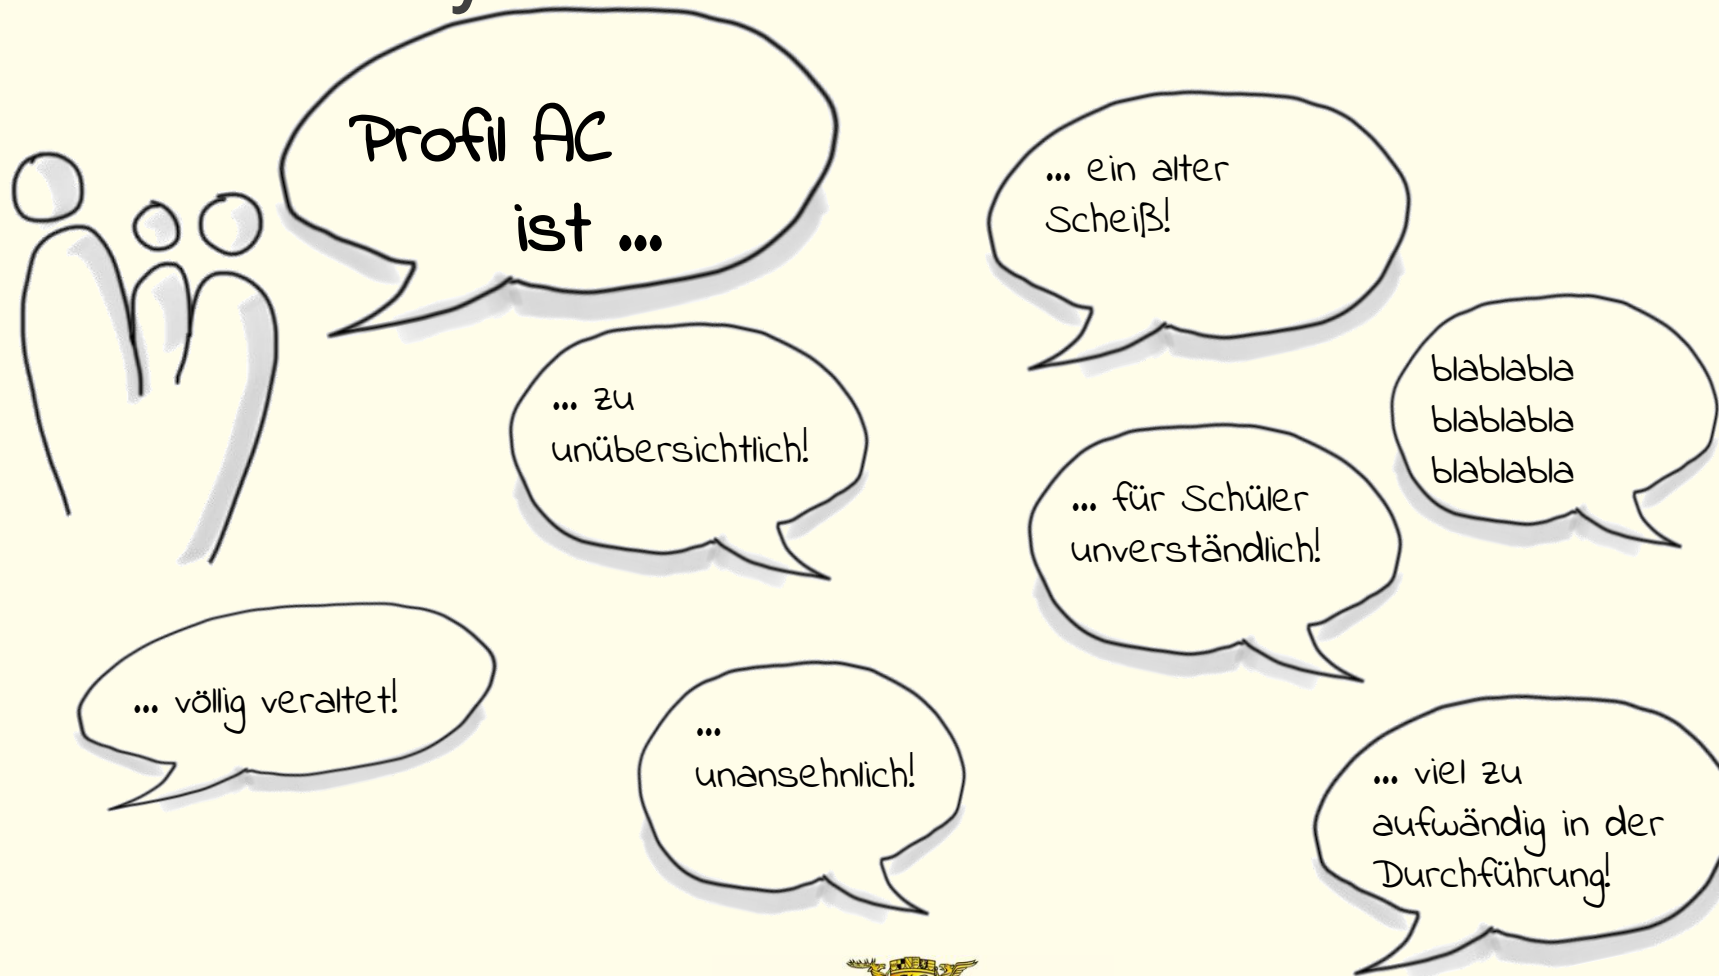 Profil AC
ist ...
... ein alter
Scheiß!
blablabla
blablabla
blablabla
... zu
unübersichtlich!
... für Schüler
unverständlich!
... völlig veraltet!
...
unansehnlich!
... viel zu
aufwändig in der
Durchführung!